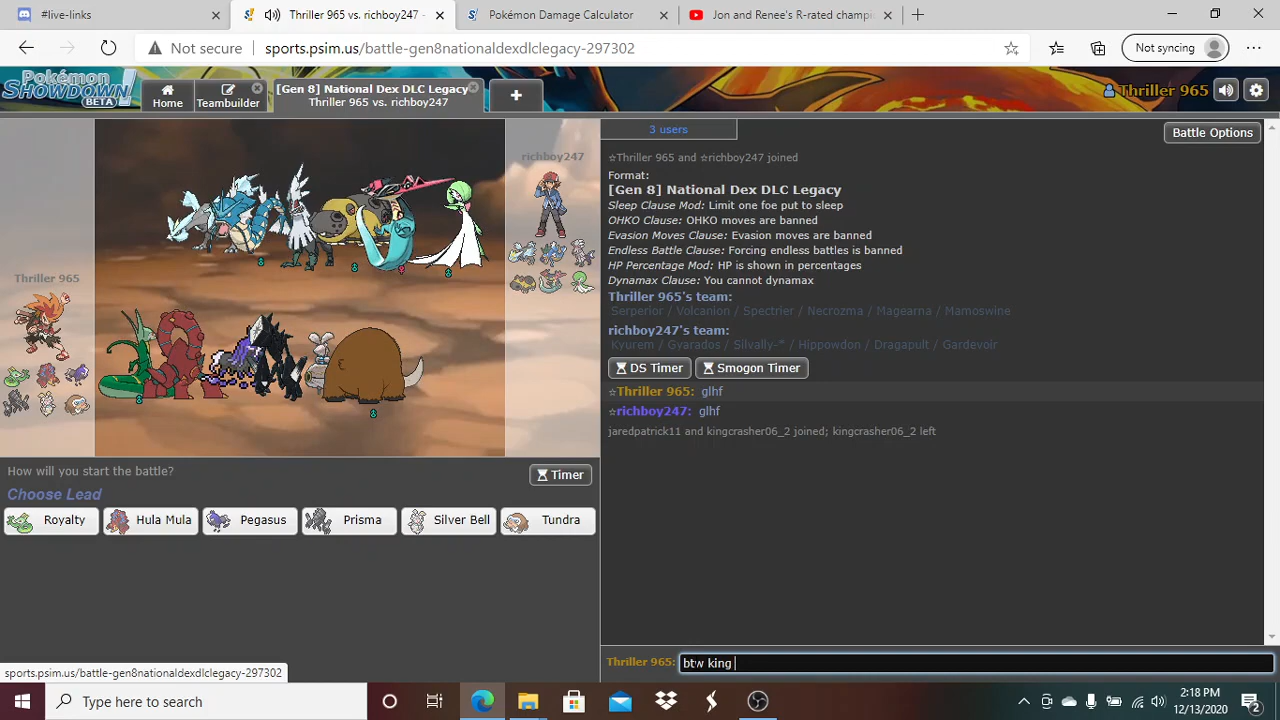 #live-links
Thriller 965 vs. richboy247 -
Pokémon Damage Calculator
Jon and Renee's R-rated champi
Not secure
sports.psim.us/battle-gen8nationaldexdlclegacy-297302
Not syncing
Pokémon
SHOWDOWN
BETA
Home
Teambuilder
[Gen 8] National Dex DLC Legacy
Thriller 965 vs. richboy247
Thriller 965
3 users
Battle Options
richboy247
Thriller 965
☆Thriller 965 and ☆richboy247 joined
Format:
[Gen 8] National Dex DLC Legacy
Sleep Clause Mod: Limit one foe put to sleep
OHKO Clause: OHKO moves are banned
Evasion Moves Clause: Evasion moves are banned
Endless Battle Clause: Forcing endless battles is banned
HP Percentage Mod: HP is shown in percentages
Dynamax Clause: You cannot dynamax
Thriller 965's team:
Serperior / Volcanion / Spectrier / Necrozma / Magearna / Mamoswine
richboy247's team:
Kyurem / Gyarados / Silvally-* / Hippowdon / Dragapult / Gardevoir
DS Timer
Smogon Timer
☆Thriller 965: glhf
☆richboy247: glhf
jaredpatrick11 and kingcrasher06_2 joined; kingcrasher06_2 left
How will you start the battle?
Timer
Choose Lead
Royalty
Hula Mula
Pegasus
Prisma
Silver Bell
Tundra
Thriller 965: btw king
sports.psim.us/battle-gen8nationaldexdlclegacy-297302
Type here to search
2:18 PM
12/13/2020
2